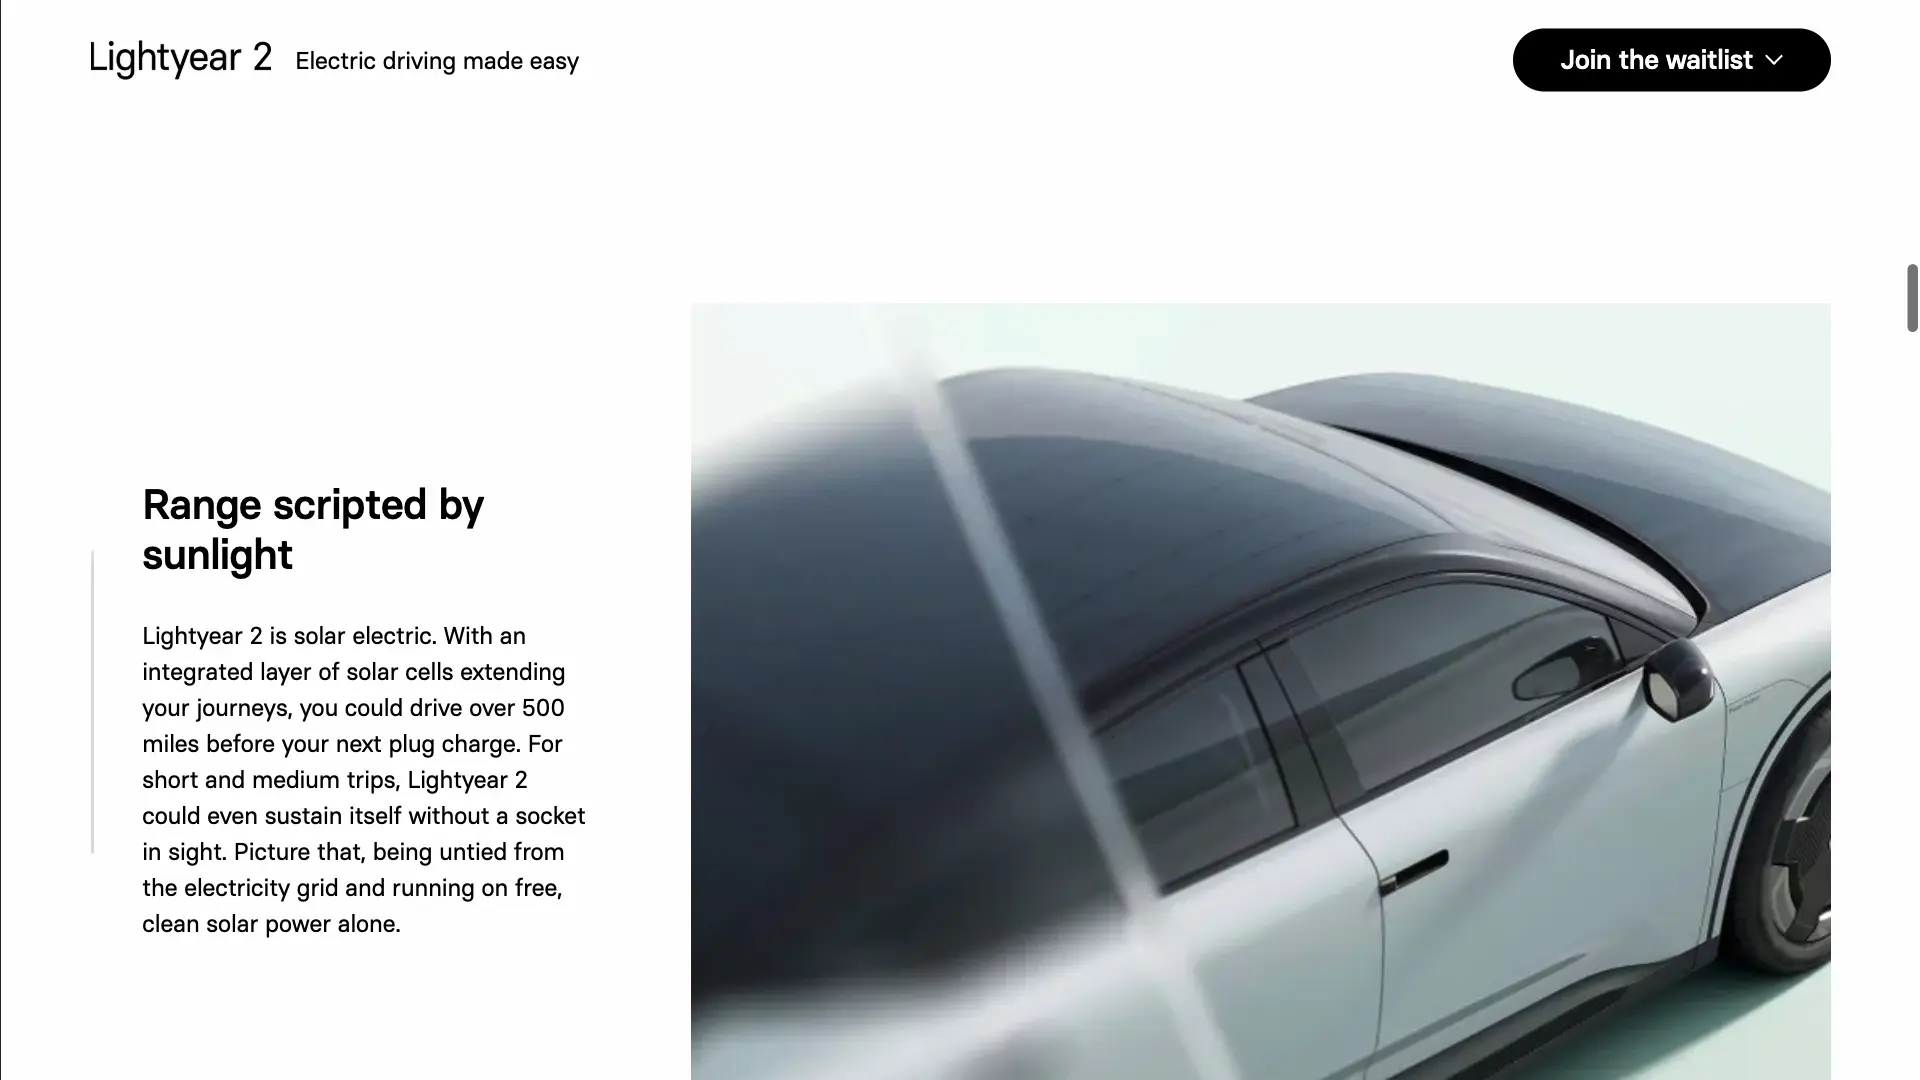 Lightyear 2 Electric driving made easy
Join the waitlist
Range scripted by
sunlight
Lightyear 2 is solar electric. With an
integrated layer of solar cells extending
your journeys, you could drive over 500
miles before your next plug charge. For
short and medium trips, Lightyear 2
could even sustain itself without a socket
in sight. Picture that, being untied from
the electricity grid and running on free,
clean solar power alone.